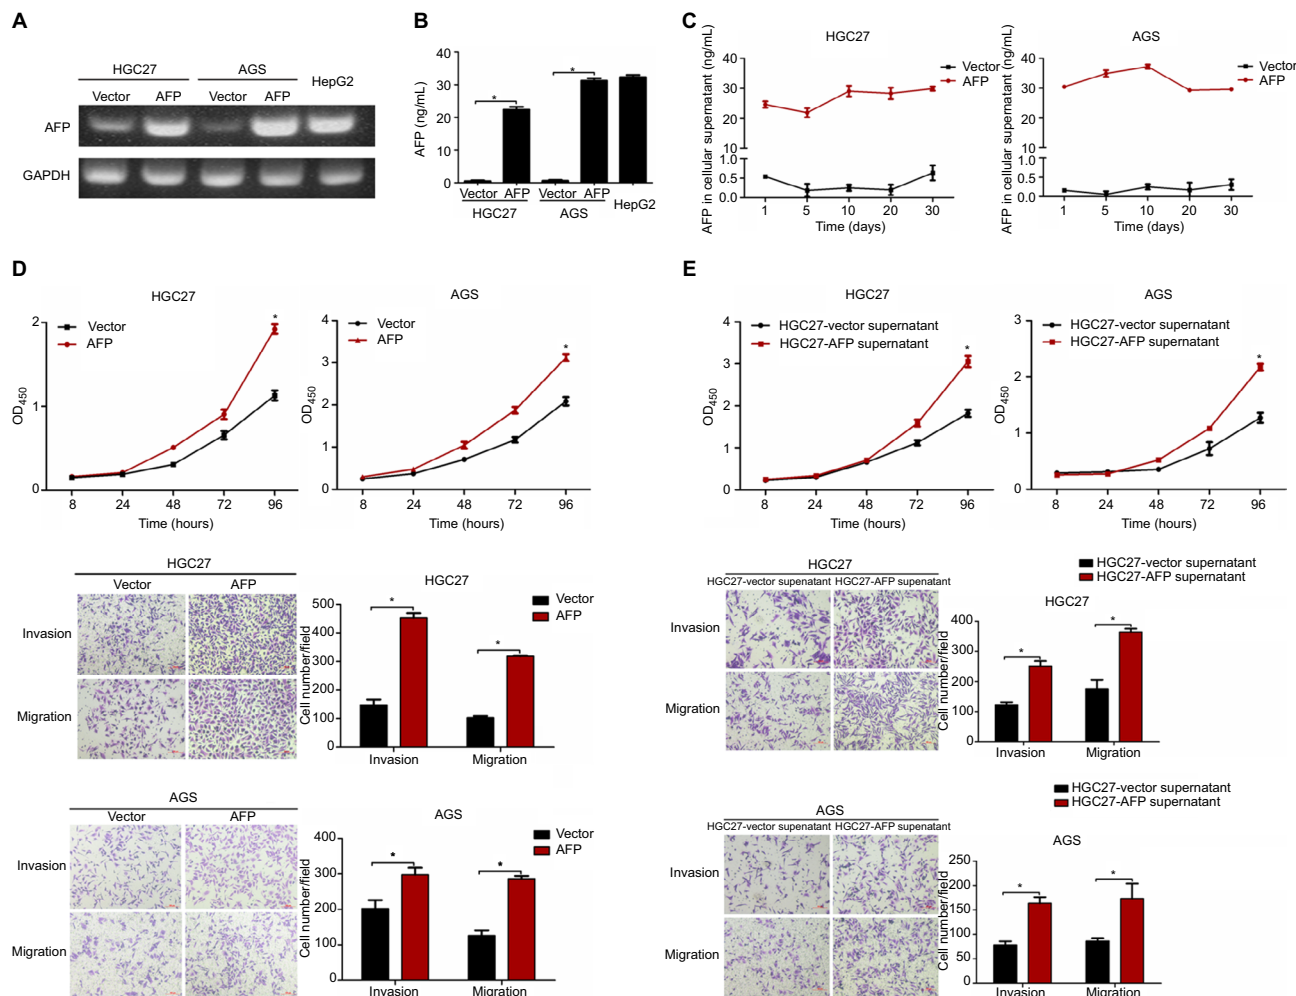 A
HGC27
AGS
HepG2
Vector
AFP
Vector
AFP
AFP
GAPDH
B
AFP (ng/mL)
40
30
20
10
0
*
*
Vector
AFP
Vector
AFP
HepG2
HGC27
AGS
C
HGC27
AFP in cellular supernatant (ng/mL)
40
30
20
10
1.0
0.5
0.0
Vector
AFP
1
5
10
20
30
Time (days)
AGS
AFP in cellular supernatant (ng/mL)
40
30
20
10
1.0
0.5
0.0
Vector
AFP
1
5
10
20
30
Time (days)
D
HGC27
OD450
2
1
0
Vector
AFP
*
8
24
48
72
96
Time (hours)
AGS
OD450
4
3
2
1
0
Vector
AFP
*
8
24
48
72
96
Time (hours)
HGC27
Vector
AFP
Invasion
Migration
HGC27
Cell number/field
500
400
300
200
100
0
*
*
Vector
AFP
Invasion
Migration
AGS
Vector
AFP
Invasion
Migration
AGS
Cell number/field
400
300
200
100
0
*
*
Vector
AFP
Invasion
Migration
E
HGC27
OD450
4
3
2
1
0
HGC27-vector supernatant
HGC27-AFP supernatant
*
8
24
48
72
96
Time (hours)
AGS
OD450
3
2
1
0
HGC27-vector supernatant
HGC27-AFP supernatant
*
8
24
48
72
96
Time (hours)
HGC27
HGC27-vector supenatant
HGC27-AFP supenatant
Invasion
Migration
HGC27-vector supernatant
HGC27-AFP supernatant
HGC27
Cell number/field
400
300
200
100
0
*
*
Invasion
Migration
AGS
HGC27-vector supenatant
HGC27-AFP supenatant
Invasion
Migration
HGC27-vector supernatant
HGC27-AFP supernatant
AGS
Cell number/field
250
200
150
100
50
0
*
*
Invasion
Migration